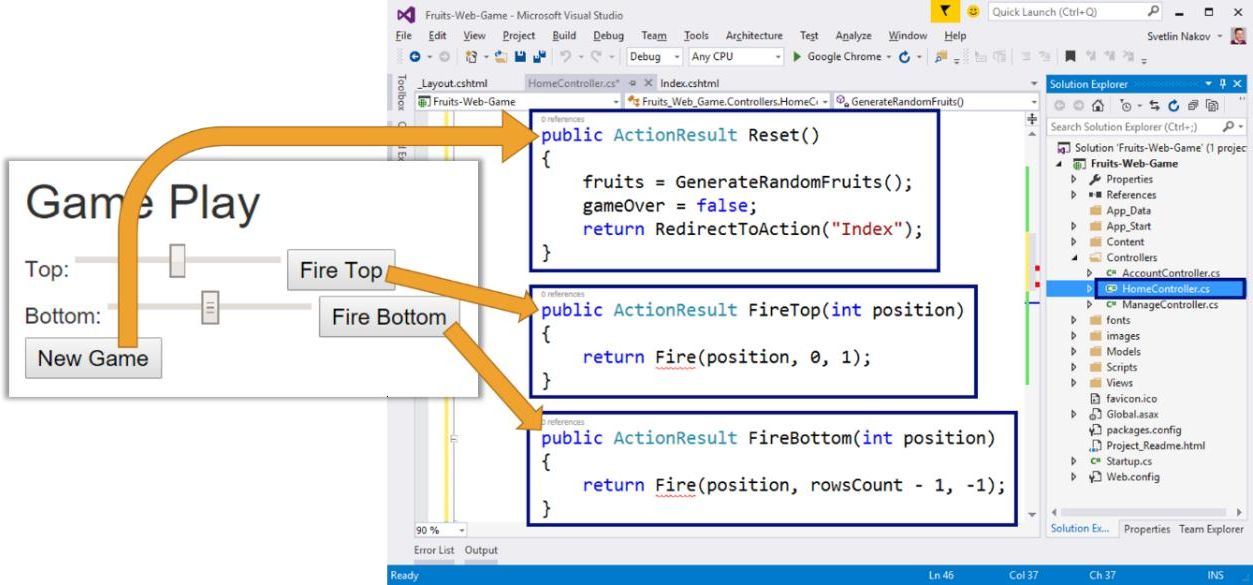 Fruits-Web-Game - Microsoft Visual Studio
Quick Launch (Ctrl+Q)
File Edit View Project Build Debug Team Tools Architecture Test Analyze Window Help
Svetlin Nakov
Debug Any CPU Google Chrome
Toolbox
_Layout.cshtml HomeController.cs* Index.cshtml
Fruits-Web-Game Fruits_Web_Game.Controllers.HomeC GenerateRandomFruits()
0 references
public ActionResult Reset()
{
fruits = GenerateRandomFruits();
gameOver = false;
return RedirectToAction("Index");
}
0 references
public ActionResult FireTop(int position)
{
return Fire(position, 0, 1);
}
0 references
public ActionResult FireBottom(int position)
{
return Fire(position, rowsCount - 1, -1);
}
Game Play
Top: Fire Top
Bottom: Fire Bottom
New Game
Solution Explorer
Search Solution Explorer (Ctrl+;)
Solution 'Fruits-Web-Game' (1 projec
Fruits-Web-Game
Properties
References
App_Data
App_Start
Content
Controllers
C# AccountController.cs
C# HomeController.cs
C# ManageController.cs
fonts
images
Models
Scripts
Views
favicon.ico
Global.asax
packages.config
Project_Readme.html
C# Startup.cs
Web.config
Solution Ex... Properties Team Explorer
90 %
Error List Output
Ready Ln 46 Col 37 Ch 37 INS